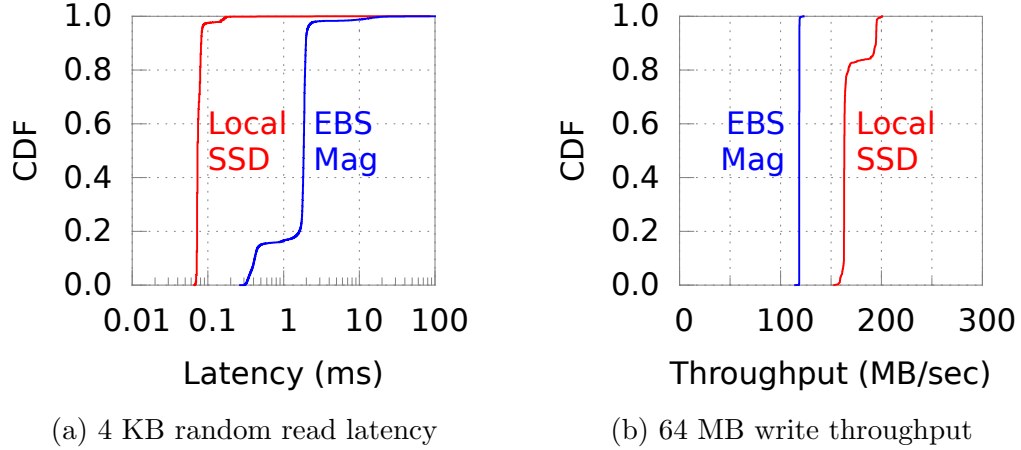 1.0
0.8
0.6
0.4
0.2
0.0
CDF
Local
SSD
EBS
Mag
0.01 0.1 1 10 100
Latency (ms)
(a) 4 KB random read latency
1.0
0.8
0.6
0.4
0.2
0.0
CDF
EBS
Mag
Local
SSD
0 100 200 300
Throughput (MB/sec)
(b) 64 MB write throughput